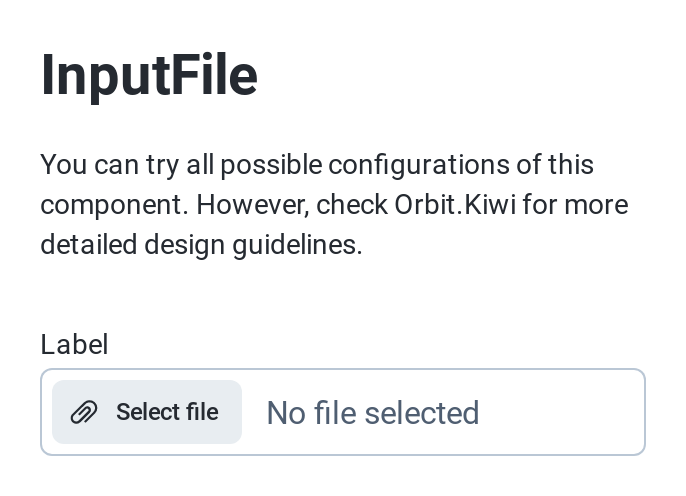 InputFile
You can try all possible configurations of this
component. However, check Orbit.Kiwi for more
detailed design guidelines.
Label
Select file No file selected